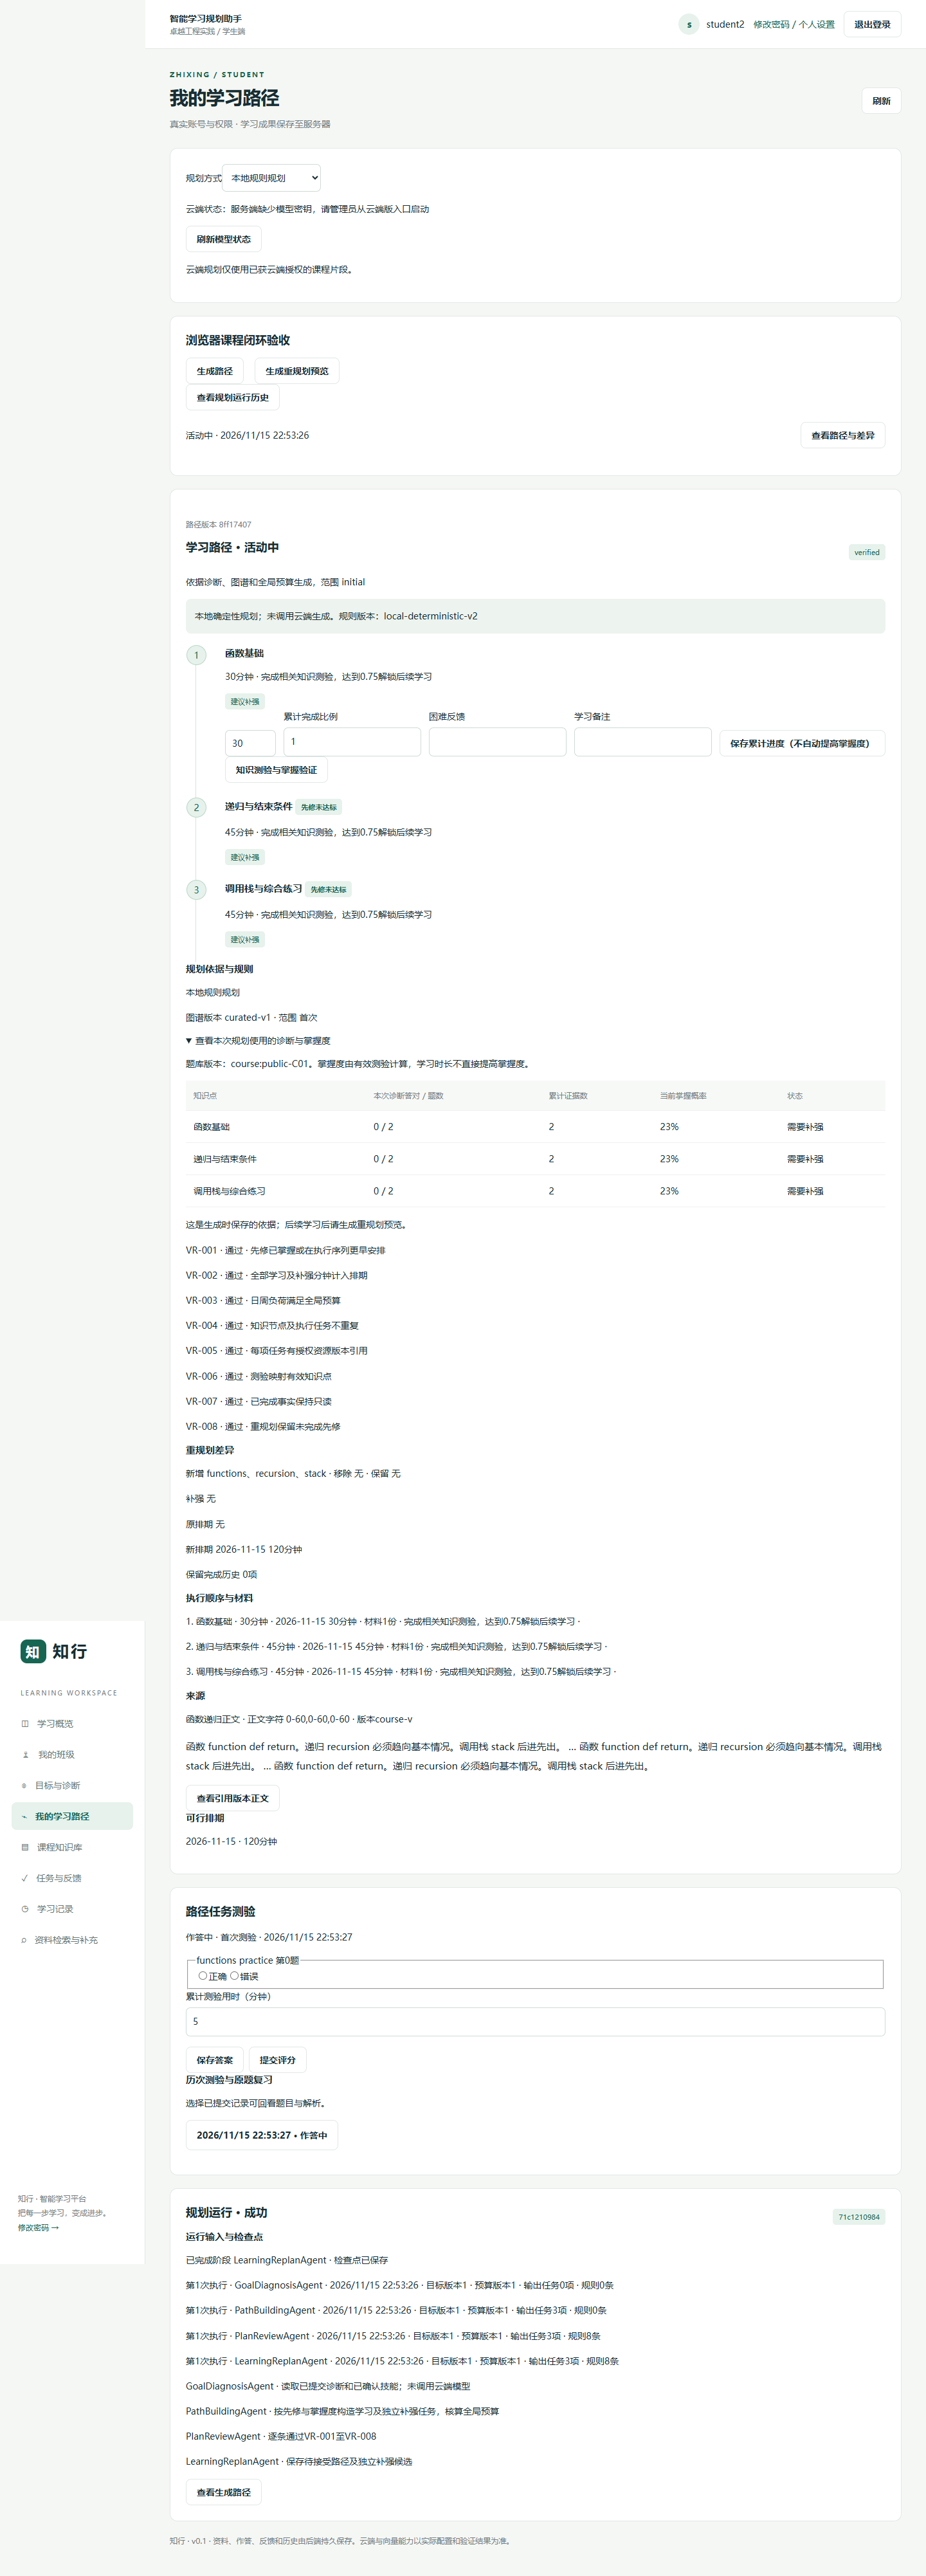 智能学习规划助手
卓越工程实践 / 学生端
s student2 修改密码 / 个人设置 退出登录
ZHIXING / STUDENT
我的学习路径
刷新
真实账号与权限 · 学习成果保存至服务器
规划方式 本地规则规划
云端状态：服务端缺少模型密钥，请管理员从云端版入口启动
刷新模型状态
云端规划仅使用已获云端授权的课程片段。
浏览器课程闭环验收
生成路径 生成重规划预览
查看规划运行历史
活动中 · 2026/11/15 22:53:26 查看路径与差异
路径版本 8ff17407
学习路径 • 活动中
verified
依据诊断、图谱和全局预算生成，范围 initial
本地确定性规划；未调用云端生成。规则版本：local-deterministic-v2
1 函数基础
30分钟 · 完成相关知识测验，达到0.75解锁后续学习
建议补强
累计完成比例 困难反馈 学习备注
30 1 保存累计进度（不自动提高掌握度）
知识测验与掌握验证
2 递归与结束条件 先修未达标
45分钟 · 完成相关知识测验，达到0.75解锁后续学习
建议补强
3 调用栈与综合练习 先修未达标
45分钟 · 完成相关知识测验，达到0.75解锁后续学习
建议补强
规划依据与规则
本地规则规划
图谱版本 curated-v1 · 范围 首次
▼ 查看本次规划使用的诊断与掌握度
题库版本：course:public-C01。掌握度由有效测验计算，学习时长不直接提高掌握度。
知识点 本次诊断答对 / 题数 累计证据数 当前掌握概率 状态
函数基础 0 / 2 2 23% 需要补强
递归与结束条件 0 / 2 2 23% 需要补强
调用栈与综合练习 0 / 2 2 23% 需要补强
这是生成时保存的依据；后续学习后请生成重规划预览。
VR-001 · 通过 · 先修已掌握或在执行序列更早安排
VR-002 · 通过 · 全部学习及补强分钟计入排期
VR-003 · 通过 · 日周负荷满足全局预算
VR-004 · 通过 · 知识节点及执行任务不重复
VR-005 · 通过 · 每项任务有授权资源版本引用
VR-006 · 通过 · 测验映射有效知识点
VR-007 · 通过 · 已完成事实保持只读
VR-008 · 通过 · 重规划保留未完成先修
重规划差异
新增 functions、recursion、stack · 移除 无 · 保留 无
补强 无
原排期 无
新排期 2026-11-15 120分钟
保留完成历史 0项
执行顺序与材料
1. 函数基础 · 30分钟 · 2026-11-15 30分钟 · 材料1份 · 完成相关知识测验，达到0.75解锁后续学习 ·
2. 递归与结束条件 · 45分钟 · 2026-11-15 45分钟 · 材料1份 · 完成相关知识测验，达到0.75解锁后续学习 ·
3. 调用栈与综合练习 · 45分钟 · 2026-11-15 45分钟 · 材料1份 · 完成相关知识测验，达到0.75解锁后续学习 ·
来源
函数递归正文 · 正文字符 0-60,0-60,0-60 · 版本course-v
函数 function def return。递归 recursion 必须趋向基本情况。调用栈 stack 后进先出。 … 函数 function def return。递归 recursion 必须趋向基本情况。调用栈
stack 后进先出。 … 函数 function def return。递归 recursion 必须趋向基本情况。调用栈 stack 后进先出。
查看引用版本正文
可行排期
2026-11-15 · 120分钟
知 知行
LEARNING WORKSPACE
学习概览
我的班级
目标与诊断
我的学习路径
课程知识库
任务与反馈
学习记录
资料检索与补充
知行 · 智能学习平台
把每一步学习，变成进步。
修改密码 →
路径任务测验
作答中 · 首次测验 · 2026/11/15 22:53:27
functions practice 第0题
正确 错误
累计测验用时（分钟）
5
保存答案 提交评分
历次测验与原题复习
选择已提交记录可回看题目与解析。
2026/11/15 22:53:27 • 作答中
规划运行 • 成功
71c1210984
运行输入与检查点
已完成阶段 LearningReplanAgent · 检查点已保存
第1次执行 · GoalDiagnosisAgent · 2026/11/15 22:53:26 · 目标版本1 · 预算版本1 · 输出任务0项 · 规则0条
第1次执行 · PathBuildingAgent · 2026/11/15 22:53:26 · 目标版本1 · 预算版本1 · 输出任务3项 · 规则0条
第1次执行 · PlanReviewAgent · 2026/11/15 22:53:26 · 目标版本1 · 预算版本1 · 输出任务3项 · 规则8条
第1次执行 · LearningReplanAgent · 2026/11/15 22:53:26 · 目标版本1 · 预算版本1 · 输出任务3项 · 规则8条
GoalDiagnosisAgent · 读取已提交诊断和已确认技能；未调用云端模型
PathBuildingAgent · 按先修与掌握度构造学习及独立补强任务，核算全局预算
PlanReviewAgent · 逐条通过VR-001至VR-008
LearningReplanAgent · 保存待接受路径及独立补强候选
查看生成路径
知行 · v0.1 · 资料、作答、反馈和历史由后端持久保存。云端与向量能力以实际配置和验证结果为准。